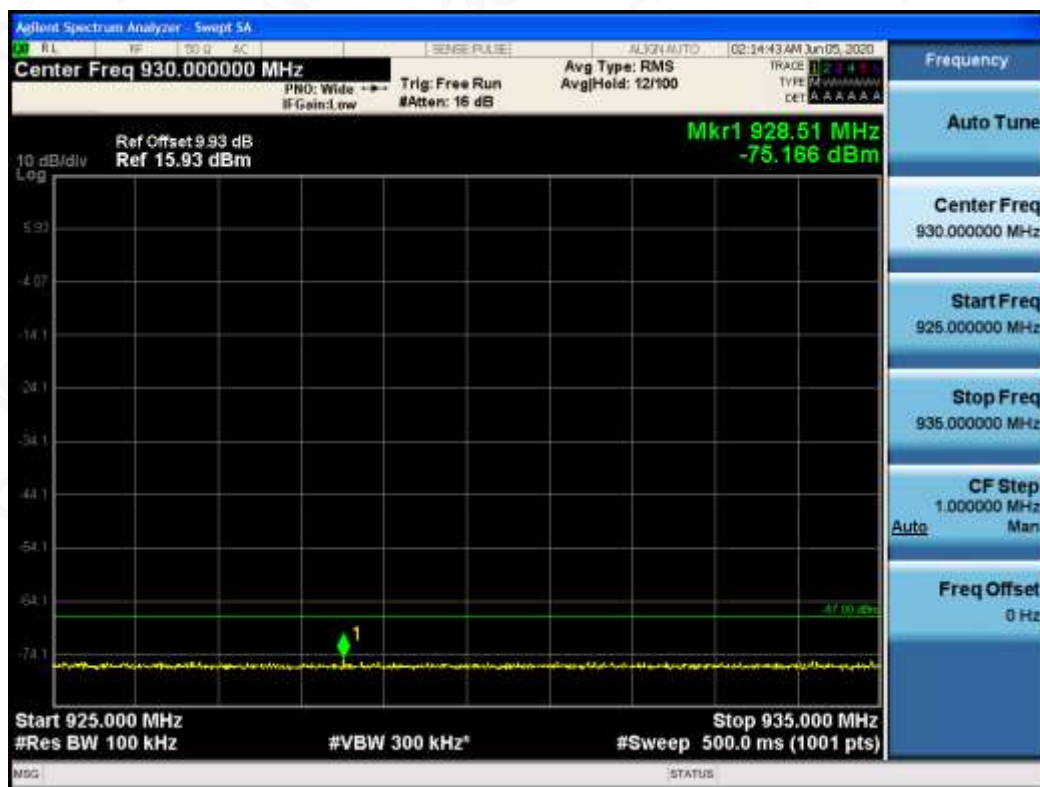 Agilent Spectrum Analyzer - Swept SA
RL RF 50 Ω AC SENSE:PULSE ALIGN AUTO 02:14:43 AM Jun 05, 2020
Center Freq 930.000000 MHz
PNO: Wide
IFGain:Low
Trig: Free Run
#Atten: 16 dB
Avg Type: RMS
Avg|Hold: 12/100
TRACE 1 2 3 4 5 6
TYPE
DET A A A A A A
Ref Offset 9.93 dB
10 dB/div Ref 15.93 dBm
Log
Mkr1 928.51 MHz
-75.166 dBm
5.93
-4.07
-14.1
-24.1
-34.1
-44.1
-54.1
-64.1
-74.1
1
Start 925.000 MHz Stop 935.000 MHz
#Res BW 100 kHz #VBW 300 kHz* #Sweep 500.0 ms (1001 pts)
MSG STATUS
Frequency
Auto Tune
Center Freq
930.000000 MHz
Start Freq
925.000000 MHz
Stop Freq
935.000000 MHz
CF Step
1.000000 MHz
Auto Man
Freq Offset
0 Hz